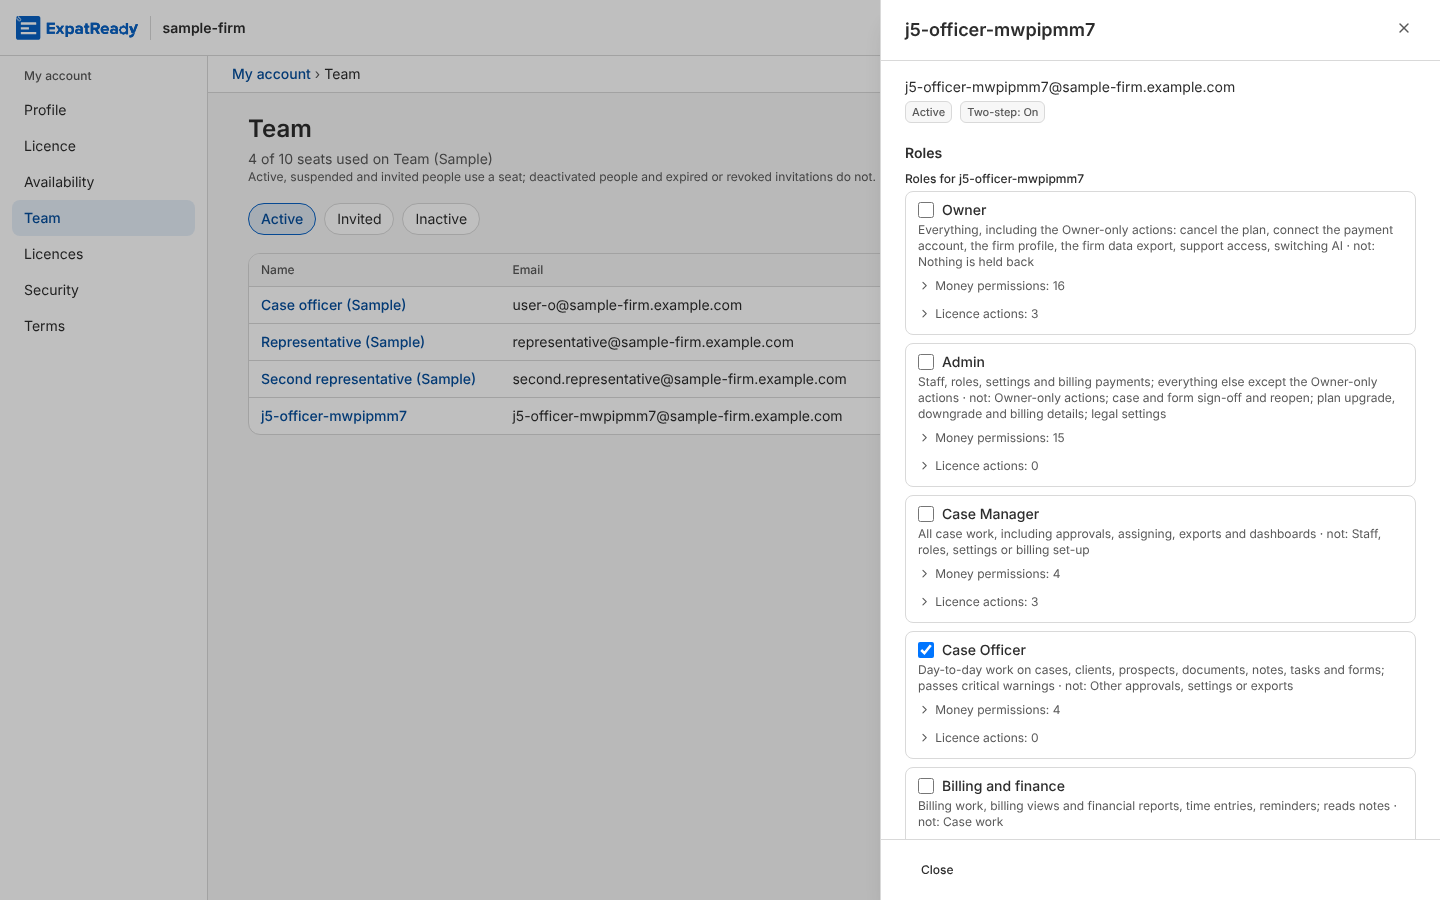 ExpatReady
sample-firm
My account
Profile
Licence
Availability
Team
Licences
Security
Terms
My account › Team
Team
4 of 10 seats used on Team (Sample)
Active, suspended and invited people use a seat; deactivated people and expired or revoked invitations do not.
Active
Invited
Inactive
Name
Email
Case officer (Sample)
user-o@sample-firm.example.com
Representative (Sample)
representative@sample-firm.example.com
Second representative (Sample)
second.representative@sample-firm.example.com
j5-officer-mwpipmm7
j5-officer-mwpipmm7@sample-firm.example.com
j5-officer-mwpipmm7
j5-officer-mwpipmm7@sample-firm.example.com
Active
Two-step: On
Roles
Roles for j5-officer-mwpipmm7
Owner
Everything, including the Owner-only actions: cancel the plan, connect the payment
account, the firm profile, the firm data export, support access, switching AI · not:
Nothing is held back
Money permissions: 16
Licence actions: 3
Admin
Staff, roles, settings and billing payments; everything else except the Owner-only
actions · not: Owner-only actions; case and form sign-off and reopen; plan upgrade,
downgrade and billing details; legal settings
Money permissions: 15
Licence actions: 0
Case Manager
All case work, including approvals, assigning, exports and dashboards · not: Staff,
roles, settings or billing set-up
Money permissions: 4
Licence actions: 3
Case Officer
Day-to-day work on cases, clients, prospects, documents, notes, tasks and forms;
passes critical warnings · not: Other approvals, settings or exports
Money permissions: 4
Licence actions: 0
Billing and finance
Billing work, billing views and financial reports, time entries, reminders; reads notes ·
not: Case work
Close